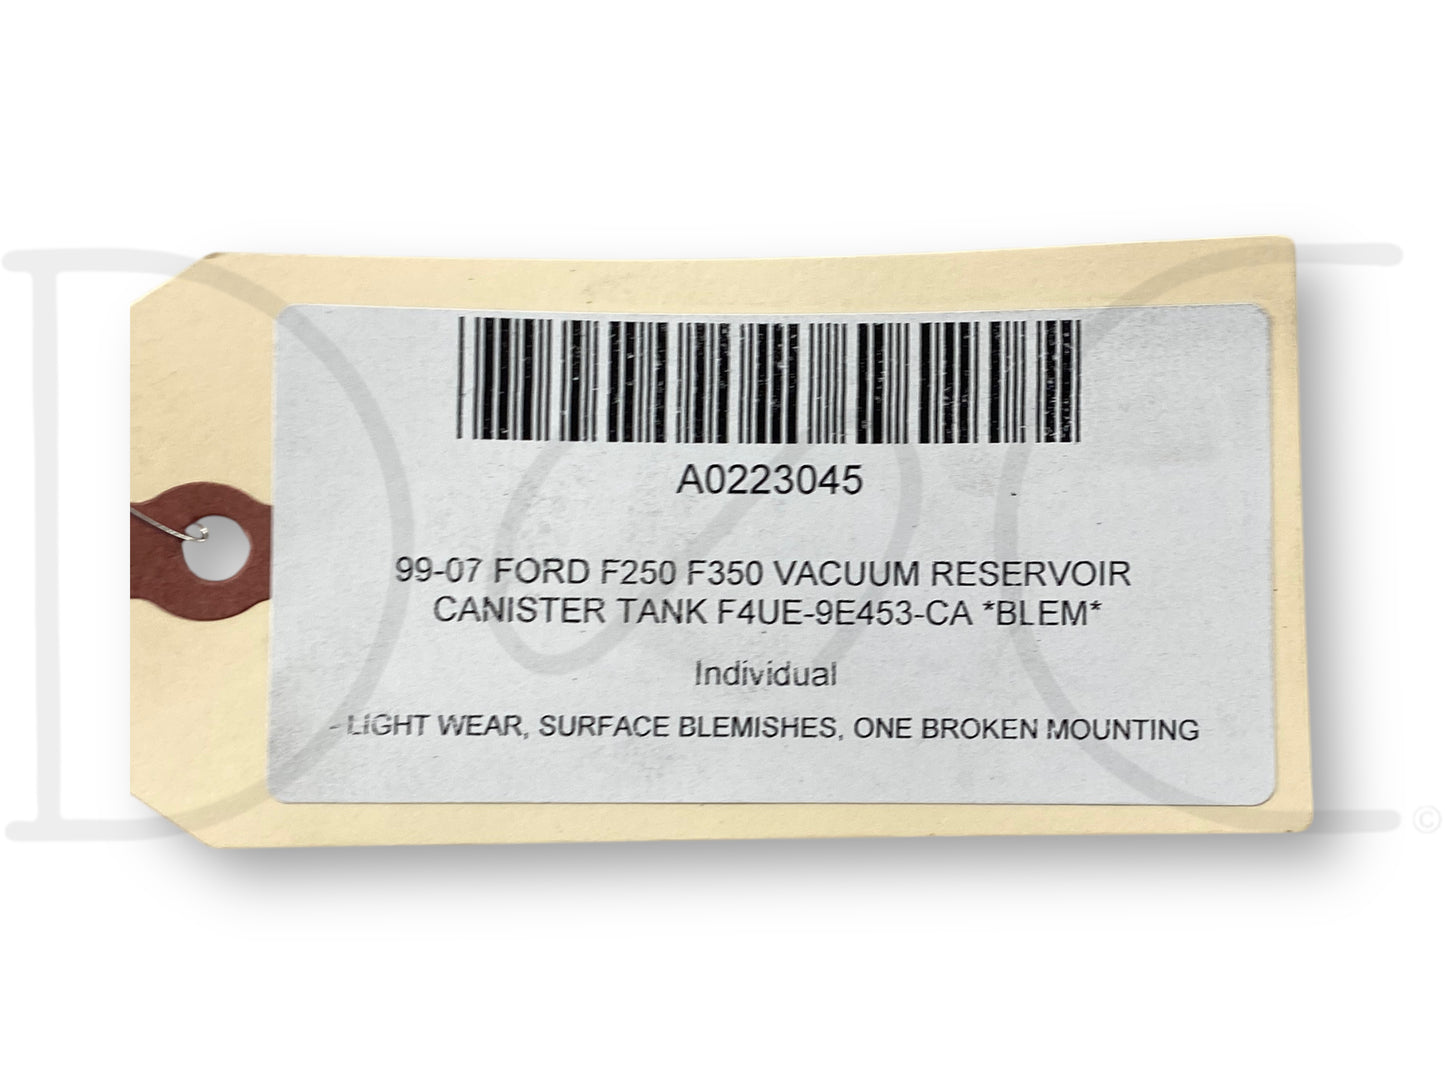 A0223045
99-07 FORD F250 F350 VACUUM RESERVOIR
CANISTER TANK F4UE-9E453-CA *BLEM*
Individual
- LIGHT WEAR, SURFACE BLEMISHES, ONE BROKEN MOUNTING
D&C ©